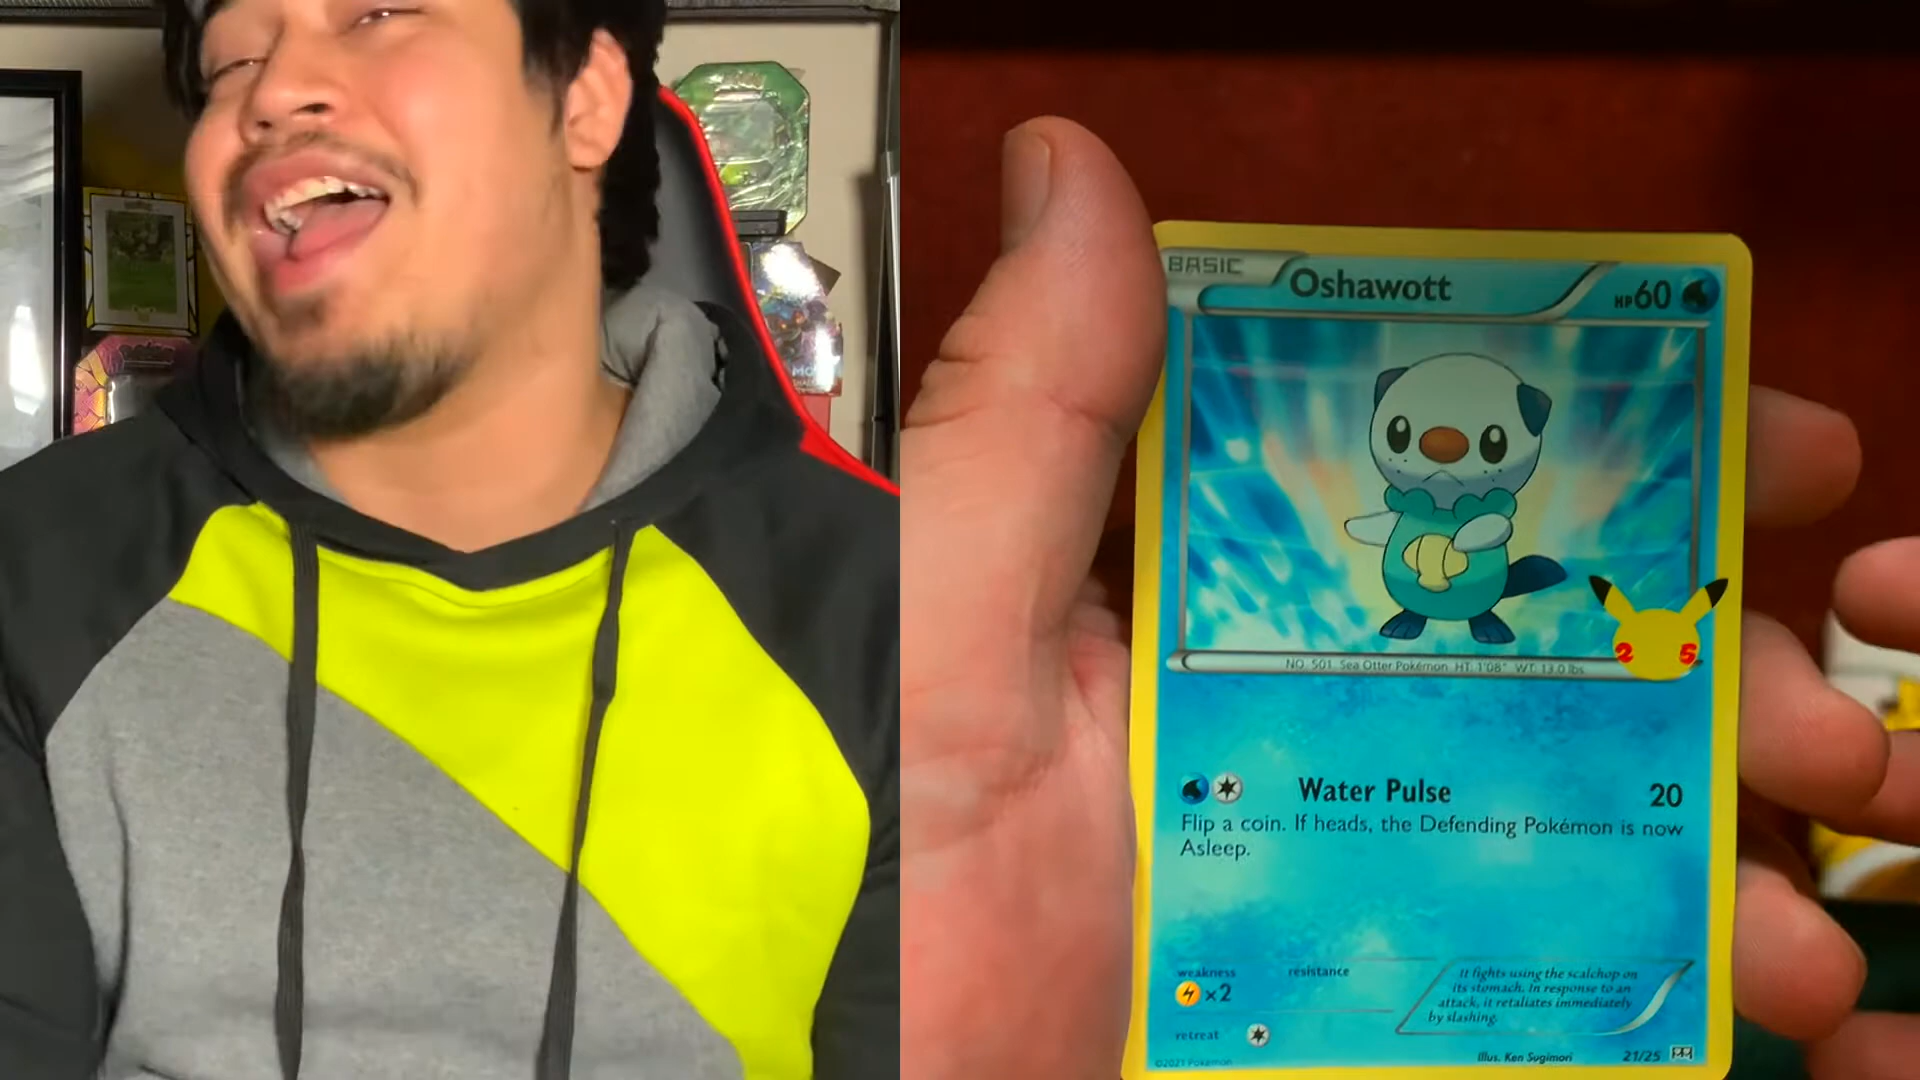 BASIC
Oshawott
HP60
25
NO. 501 Sea Otter Pokémon HT: 1'08" WT: 13.0 lbs.
Water Pulse 20
Flip a coin. If heads, the Defending Pokémon is now
Asleep.
weakness
×2
resistance
retreat
It fights using the scalchop on
its stomach. In response to an
attack, it retaliates immediately
by slashing.
©2021 Pokémon
Illus. Ken Sugimori
21/25